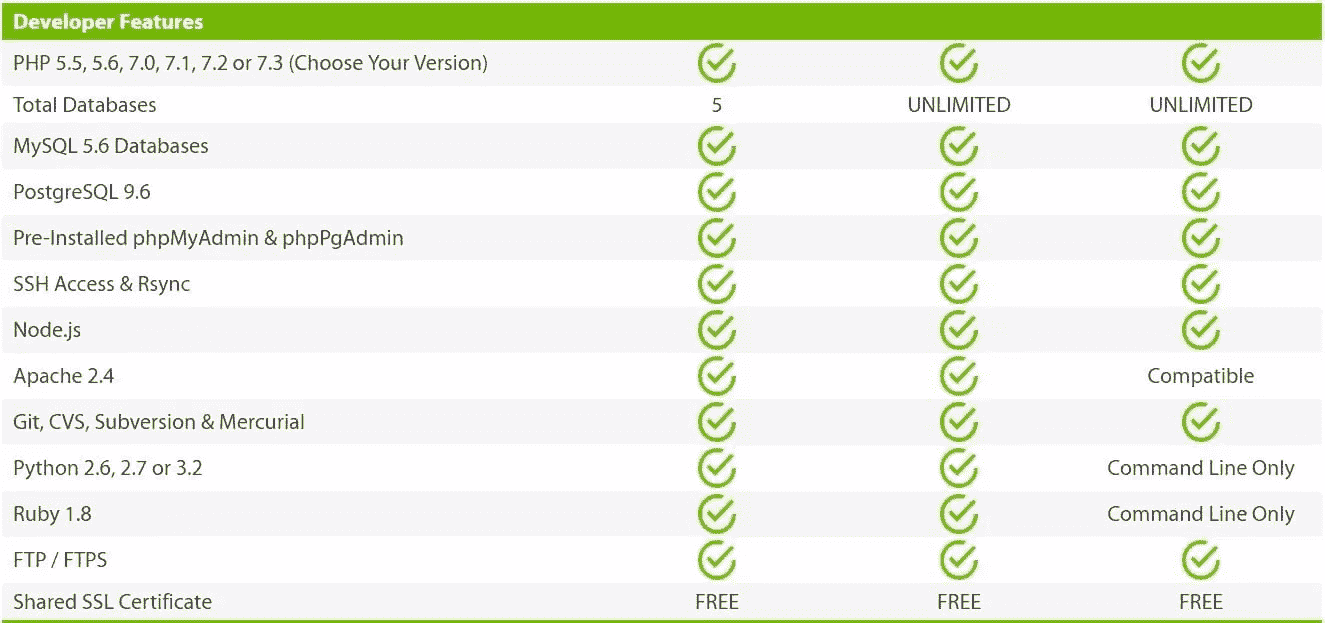 Developer Features
PHP 5.5, 5.6, 7.0, 7.1, 7.2 or 7.3 (Choose Your Version)
Total Databases 5 UNLIMITED UNLIMITED
MySQL 5.6 Databases
PostgreSQL 9.6
Pre-Installed phpMyAdmin & phpPgAdmin
SSH Access & Rsync
Node.js
Apache 2.4 Compatible
Git, CVS, Subversion & Mercurial
Python 2.6, 2.7 or 3.2 Command Line Only
Ruby 1.8 Command Line Only
FTP / FTPS
Shared SSL Certificate FREE FREE FREE